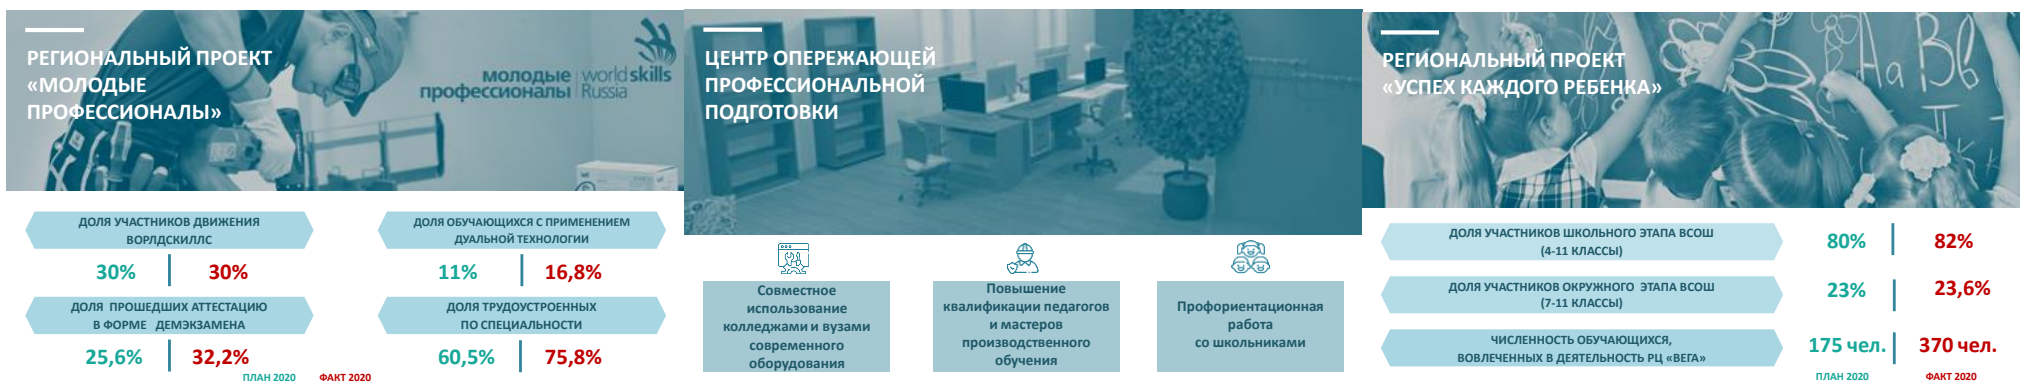 РЕГИОНАЛЬНЫЙ ПРОЕКТ
«МОЛОДЫЕ
ПРОФЕССИОНАЛЫ»
молодые
профессионалы
worldskills
Russia
ДОЛЯ УЧАСТНИКОВ ДВИЖЕНИЯ
ВОРЛДСКИЛЛС
30% 30%
ДОЛЯ ОБУЧАЮЩИХСЯ С ПРИМЕНЕНИЕМ
ДУАЛЬНОЙ ТЕХНОЛОГИИ
11% 16,8%
ДОЛЯ ПРОШЕДШИХ АТТЕСТАЦИЮ
В ФОРМЕ ДЕМЭКЗАМЕНА
25,6% 32,2%
ДОЛЯ ТРУДОУСТРОЕННЫХ
ПО СПЕЦИАЛЬНОСТИ
60,5% 75,8%
ПЛАН 2020 ФАКТ 2020
ЦЕНТР ОПЕРЕЖАЮЩЕЙ
ПРОФЕССИОНАЛЬНОЙ
ПОДГОТОВКИ
Совместное
использование
колледжами и вузами
современного
оборудования
Повышение
квалификации педагогов
и мастеров
производственного
обучения
Профориентационная
работа
со школьниками
РЕГИОНАЛЬНЫЙ ПРОЕКТ
«УСПЕХ КАЖДОГО РЕБЕНКА»
ДОЛЯ УЧАСТНИКОВ ШКОЛЬНОГО ЭТАПА ВСОШ
(4-11 КЛАССЫ)
80% 82%
ДОЛЯ УЧАСТНИКОВ ОКРУЖНОГО ЭТАПА ВСОШ
(7-11 КЛАССЫ)
23% 23,6%
ЧИСЛЕННОСТЬ ОБУЧАЮЩИХСЯ,
ВОВЛЕЧЕННЫХ В ДЕЯТЕЛЬНОСТЬ РЦ «ВЕГА»
175 чел. 370 чел.
ПЛАН 2020 ФАКТ 2020